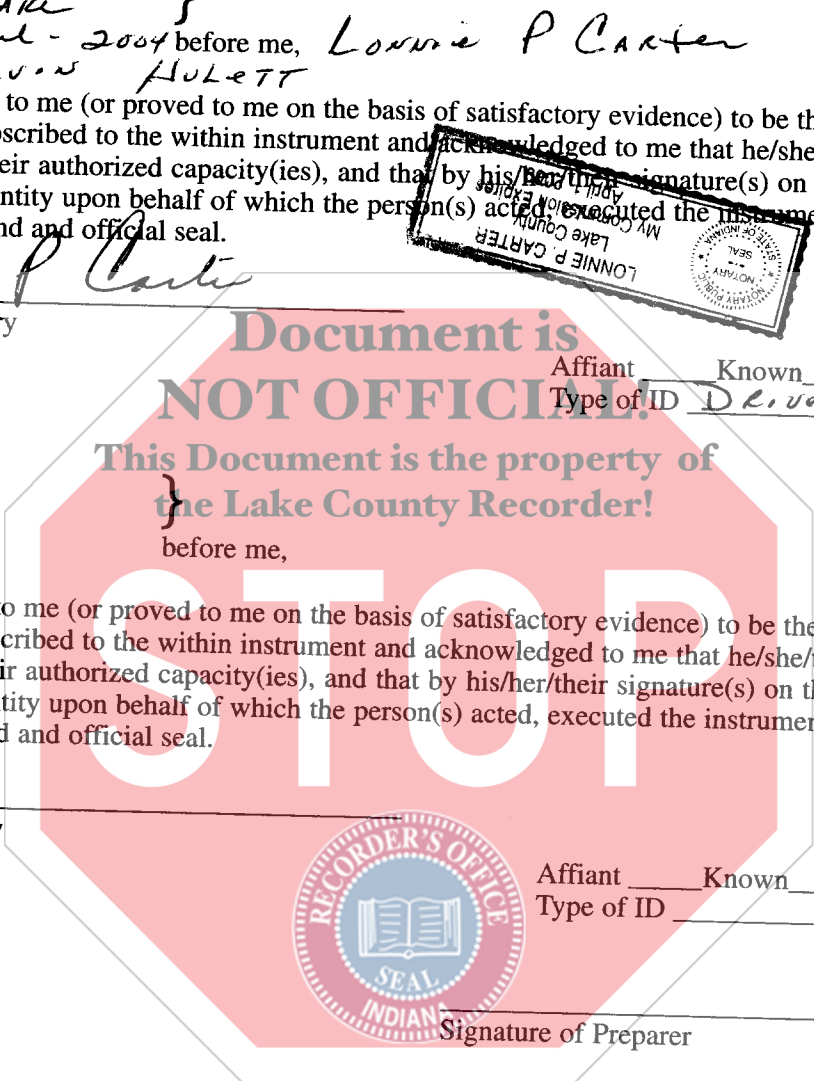 2004 before me, Lonnie P Carter
Hulett
to me (or proved to me on the basis of satisfactory evidence) to be th
scribed to the within instrument and acknowledged to me that he/she
eir authorized capacity(ies), and that by his/her/their signature(s) on
ntity upon behalf of which the person(s) acted, executed the instrume
nd and official seal.
LONNIE P. CARTER
Lake County
My Commission Expires
NOTARY PUBLIC
NOTARY
SEAL
STATE OF INDIANA
P Carter
y
Document is
NOT OFFICIAL!
This Document is the property of
the Lake County Recorder!
Affiant _____Known_
Type of ID Drive
}
before me,
o me (or proved to me on the basis of satisfactory evidence) to be the
cribed to the within instrument and acknowledged to me that he/she/
ir authorized capacity(ies), and that by his/her/their signature(s) on t
tity upon behalf of which the person(s) acted, executed the instrumen
d and official seal.
STOP
Affiant _____Known_
Type of ID
RECORDER'S OFFICE
SEAL
INDIANA
Signature of Preparer